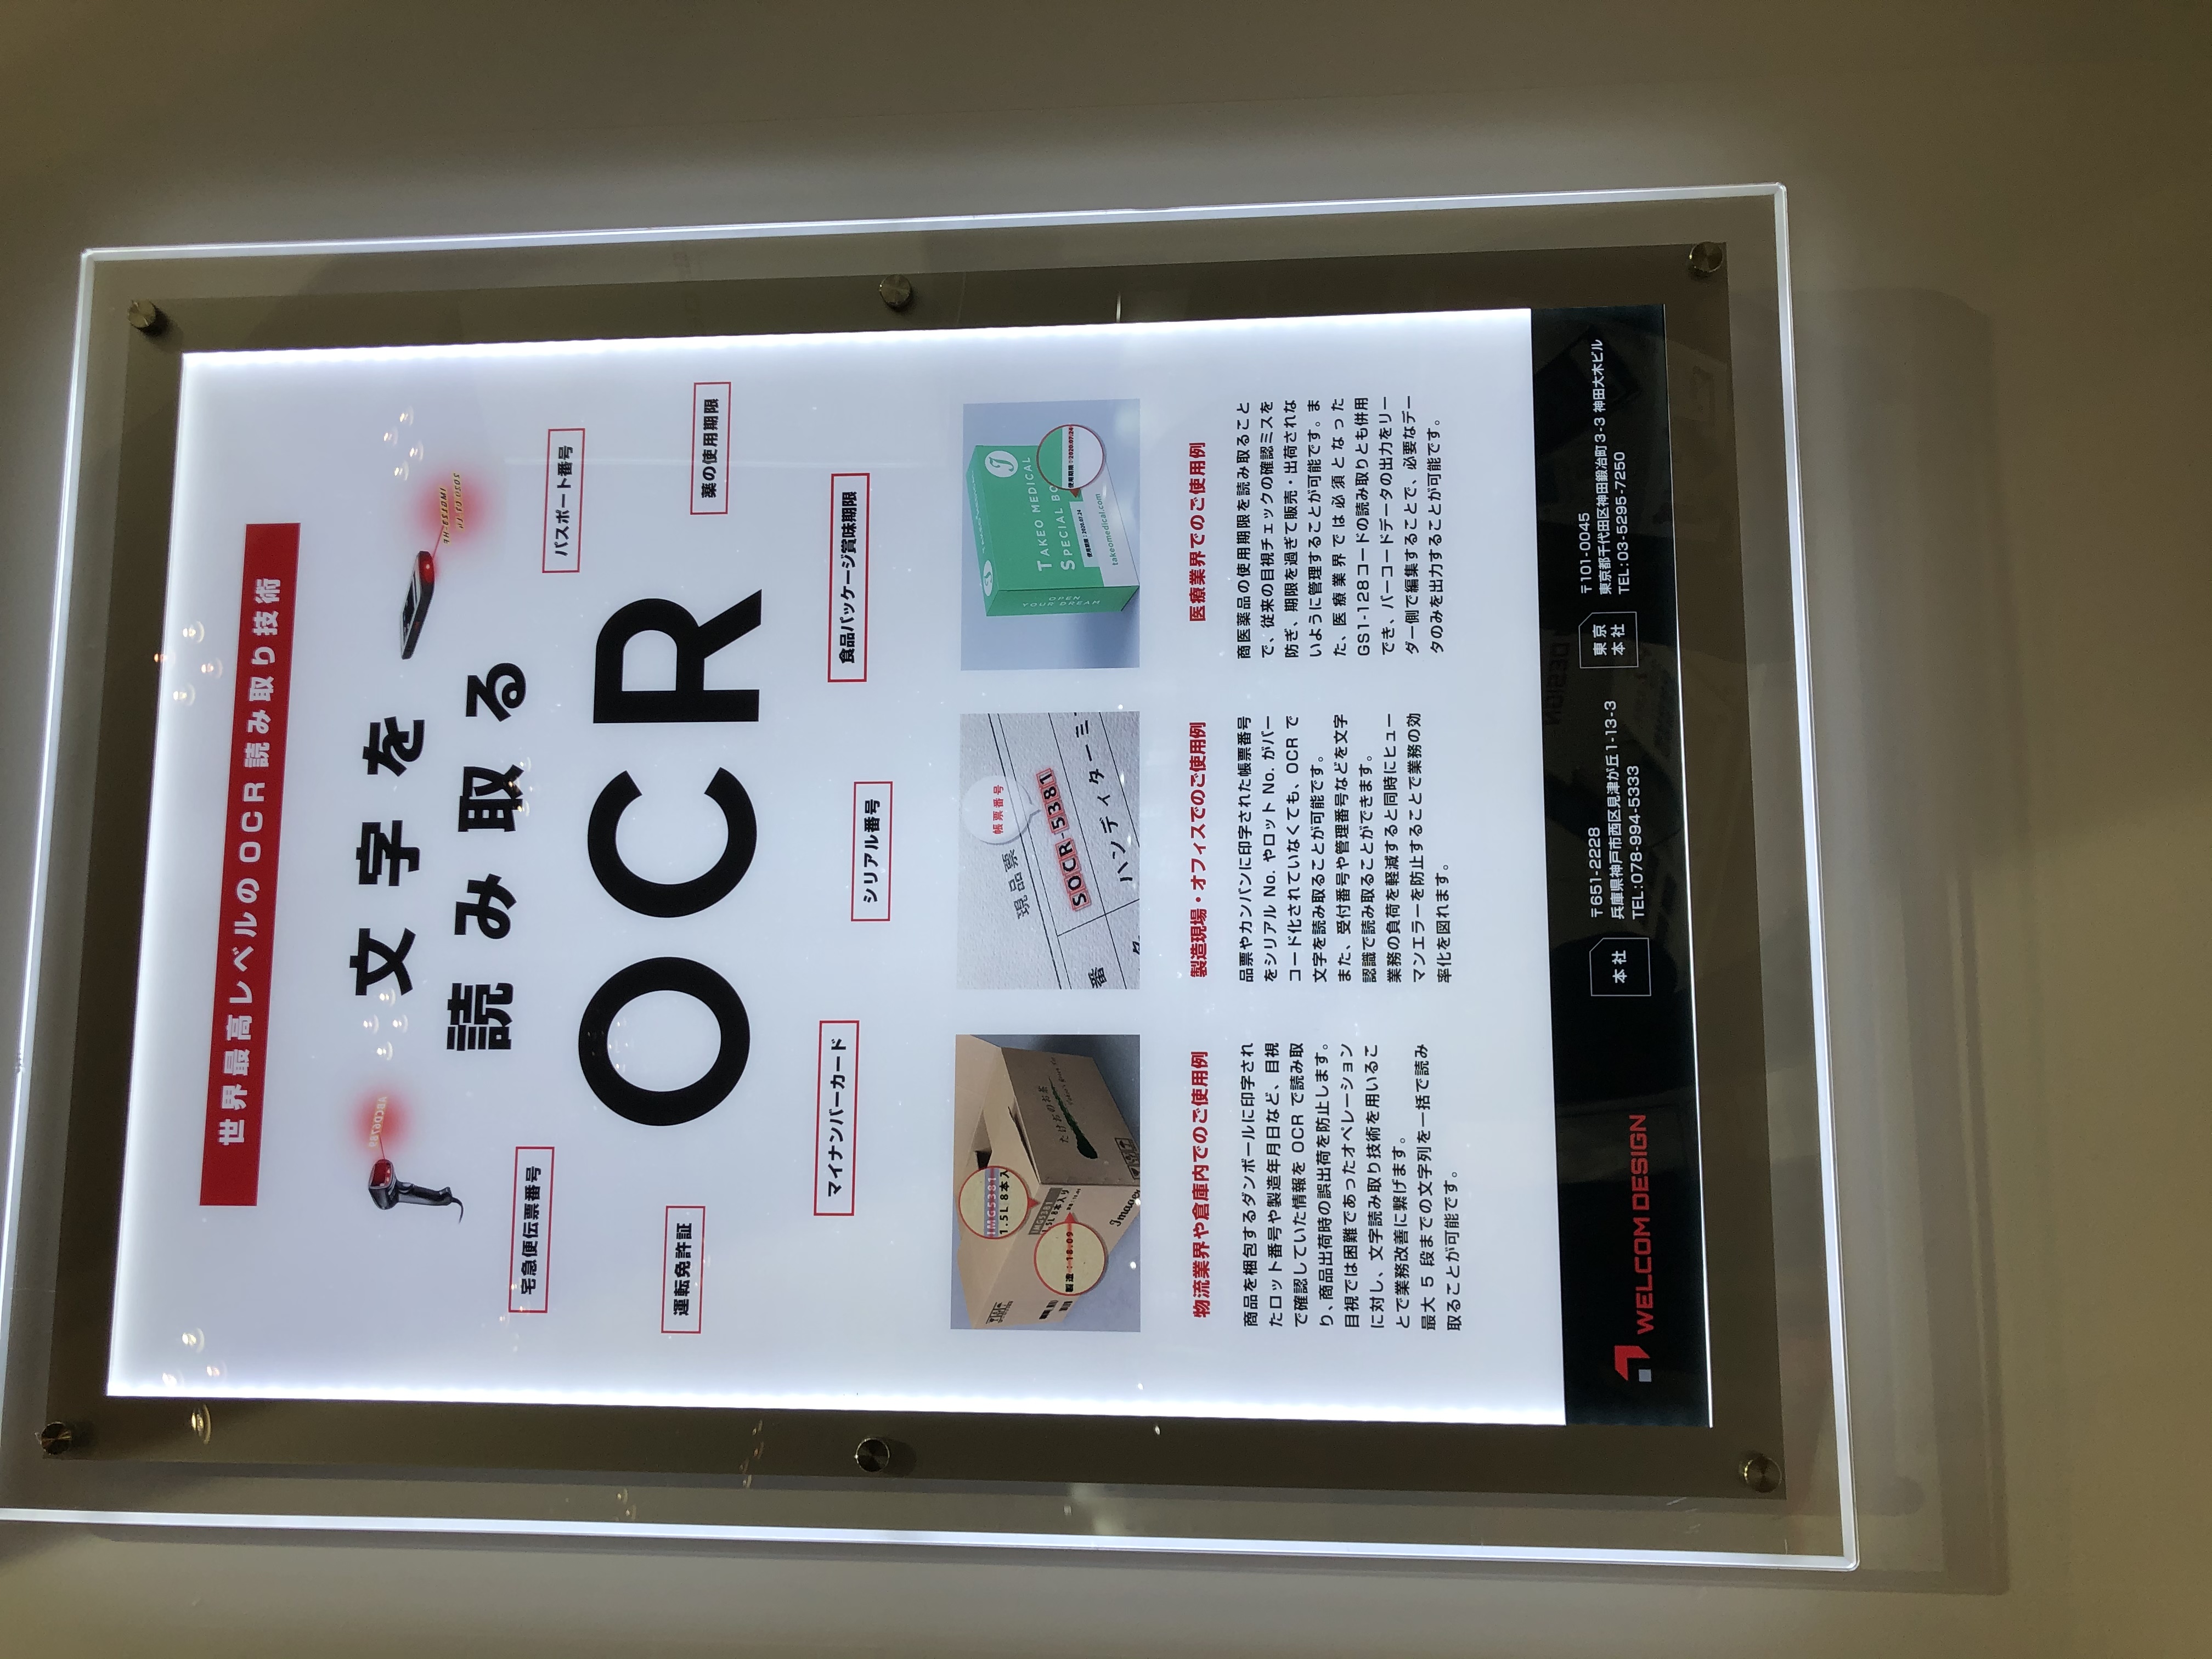 世界最高レベルのOCR読み取り技術
文字を
読み取る
OCR
ABCD6789
宅急便伝票番号
パスポート番号
運転免許証
薬の使用期限
マイナンバーカード
シリアル番号
食品パッケージ賞味期限
IMG5381
1.5L 8本入
製造：18.09
たけおのお茶
現品票
帳票番号
SOCR-5381
番
ハンディターミ
TAKEO MEDICAL
TAKEO MEDICAL
SPECIAL BO
使用期限：2020.07.24
使用期限：2020.07.24
takeomedical.com
物流業界や倉庫内でのご使用例
商品を梱包するダンボールに印字され
たロット番号や製造年月日など、目視
で確認していた情報を OCR で読み取
り、商品出荷時の誤出荷を防止します。
目視では困難であったオペレーション
に対し、文字読み取り技術を用いるこ
とで業務改善に繋げます。
最大 5 段までの文字列を一括で読み
取ることが可能です。
製造現場・オフィスでのご使用例
品票やカンバンに印字された帳票番号
をシリアル No. やロット No. がバー
コード化されていなくても、OCR で
文字を読み取ることが可能です。
また、受付番号や管理番号などを文字
認識で読み取ることができます。
業務の負荷を軽減すると同時にヒュー
マンエラーを防止することで業務の効
率化を図れます。
医療業界でのご使用例
商医薬品の使用期限を読み取ること
で、従来の目視チェックの確認ミスを
防ぎ、期限を過ぎて販売・出荷されな
いように管理することが可能です。ま
た、医療業界では必須となった
GS1-128コードの読み取りとも併用
でき、バーコードデータの出力をリー
ダー側で編集することで、必要なデー
タのみを出力することが可能です。
WELCOM DESIGN
本社
〒651-2228
兵庫県神戸市西区見津が丘1-13-3
TEL:078-994-5333
東京
本社
〒101-0045
東京都千代田区神田鍛冶町3-3 神田大木ビル
TEL:03-5295-7250